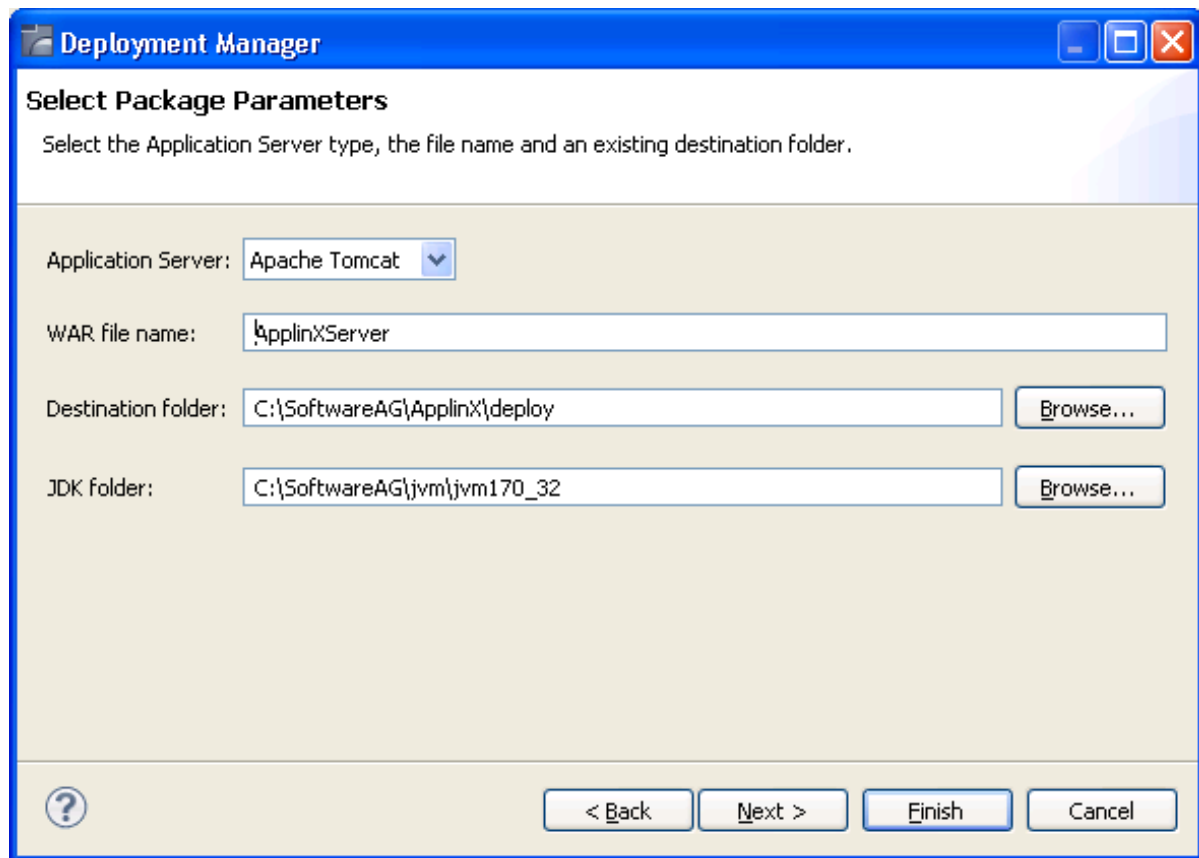 Deployment Manager
Select Package Parameters
Select the Application Server type, the file name and an existing destination folder.
Application Server: Apache Tomcat
WAR file name: ApplinXServer
Destination folder: C:\SoftwareAG\ApplinX\deploy Browse...
JDK folder: C:\SoftwareAG\jvm\jvm170_32 Browse...
? < Back Next > Finish Cancel